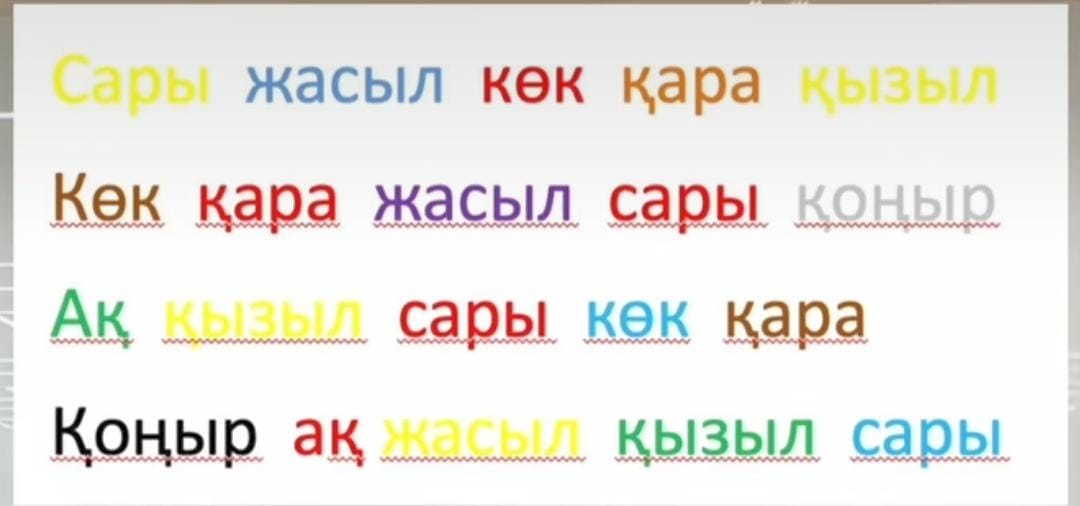 Сары жасыл көк қара қызыл
Көк қара жасыл сары қоңыр
Ақ қызыл сары көк қара
Қоңыр ақ жасыл қызыл сары